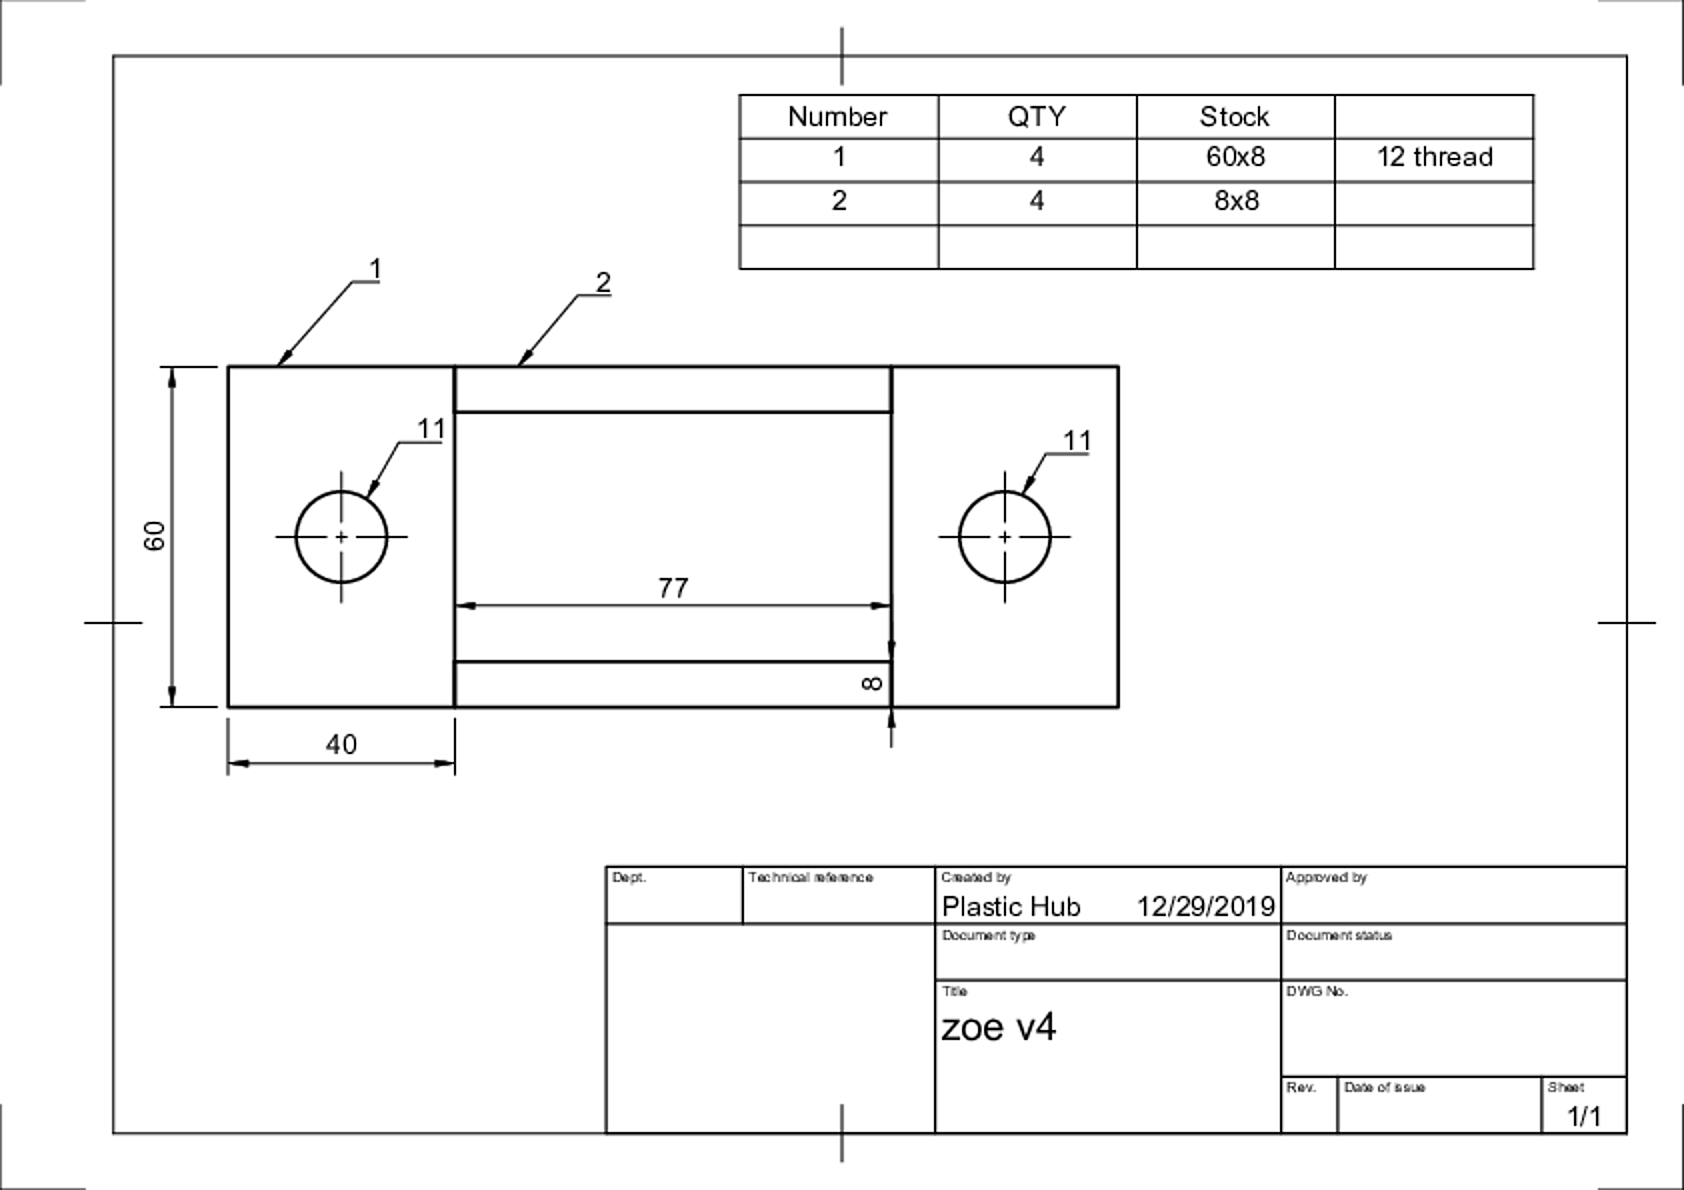 Number QTY Stock
1 4 60x8 12 thread
2 4 8x8
1
2
11
11
60
77
8
40
Dept. Technical reference Created by Approved by
Plastic Hub 12/29/2019
Document type Document status
Title DWG No.
zoe v4
Rev. Date of issue Sheet
1/1